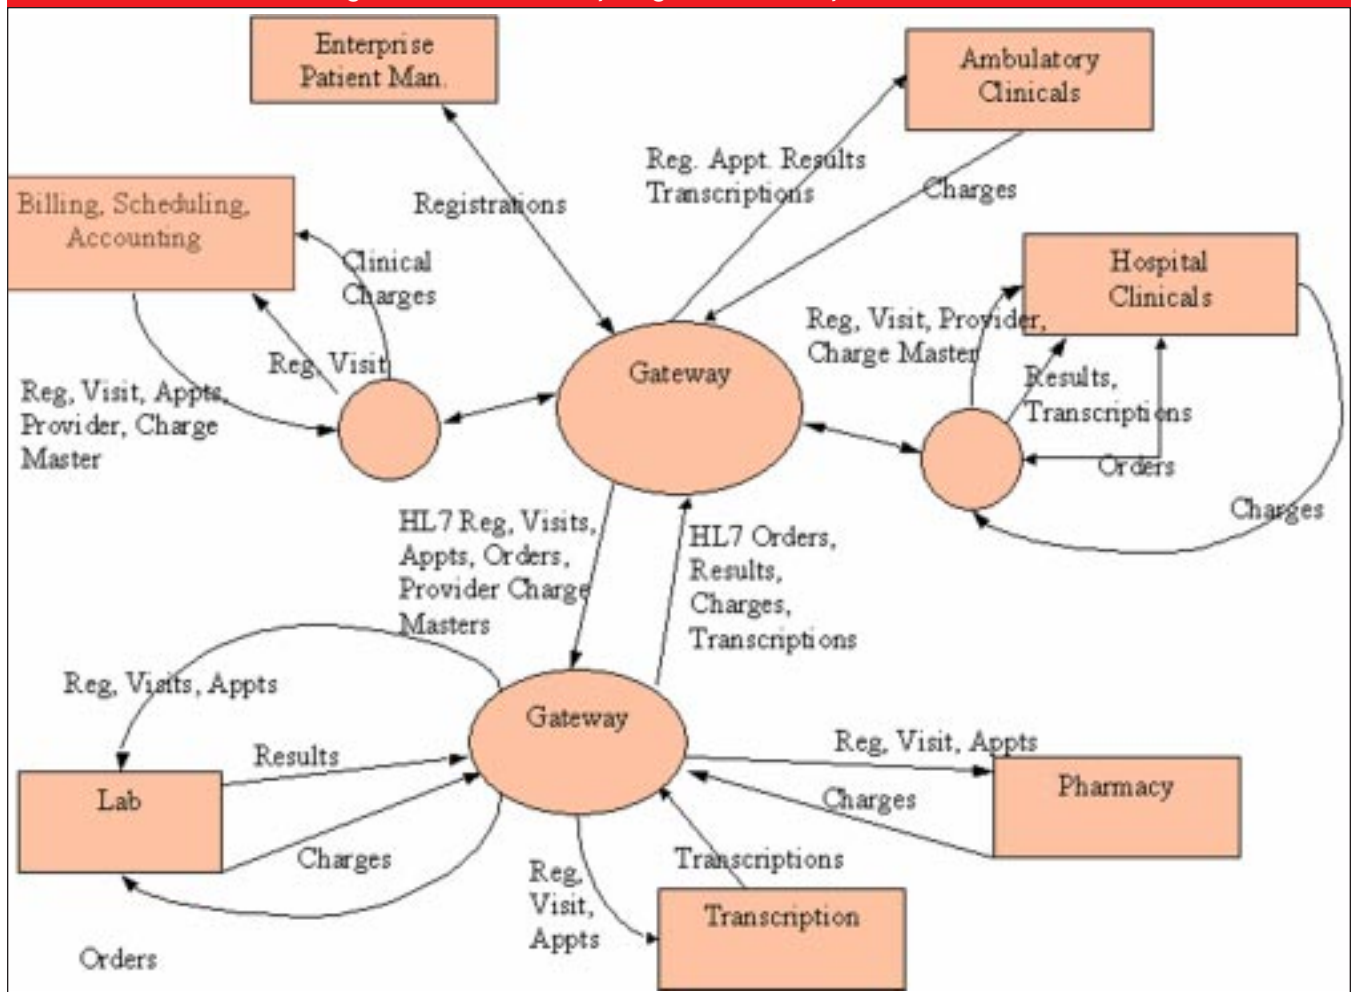 Enterprise
Patient Man.
Ambulatory
Clinicals
Reg. Appt. Results
Transcriptions
Charges
Billing, Scheduling,
Accounting
Registrations
Clinical
Charges
Hospital
Clinicals
Reg, Visit, Provider,
Charge Master
Gateway
Reg, Visit
Results,
Transcriptions
Reg, Visit, Appts,
Provider, Charge
Master
Orders
Charges
HL7 Reg, Visits,
Appts, Orders,
Provider Charge
Masters
HL7 Orders,
Results,
Charges,
Transcriptions
Reg, Visits, Appts
Gateway
Results
Reg, Visit, Appts
Lab
Pharmacy
Charges
Charges
Transcriptions
Reg,
Visit,
Appts
Transcription
Orders